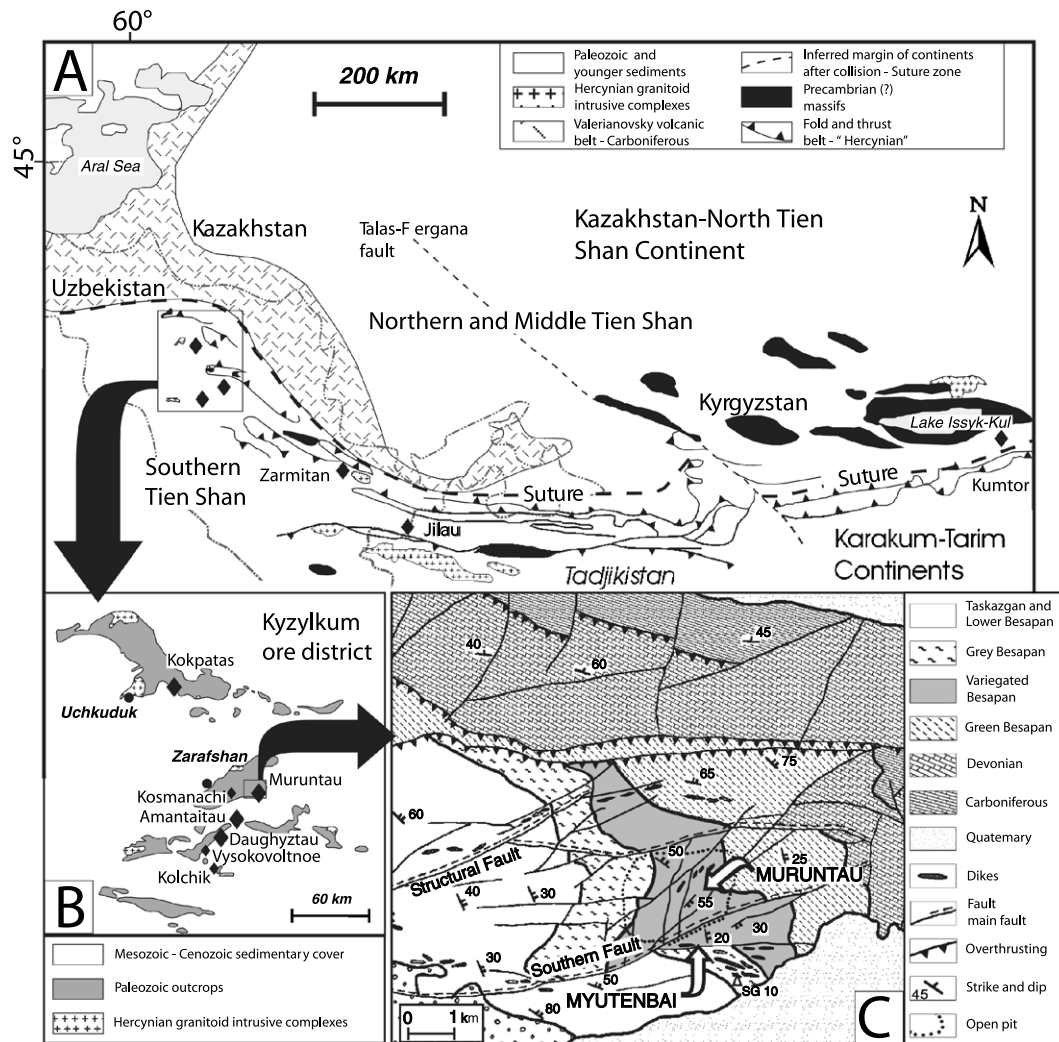 60°
A
45°
200 km
Paleozoic and
younger sediments
Hercynian granitoid
intrusive complexes
Valerianovsky volcanic
belt - Carboniferous
Inferred margin of continents
after collision - Suture zone
Precambrian (?)
massifs
Fold and thrust
belt - “ Hercynian”
Aral Sea
Kazakhstan
Uzbekistan
Talas-F ergana
fault
Kazakhstan-North Tien
Shan Continent
N
Northern and Middle Tien Shan
Kyrgyzstan
Lake Issyk-Kul
Southern
Tien Shan
Zarmitan
Suture
Suture
Kumtor
Jilau
Tadjikistan
Karakum-Tarim
Continents
Kyzylkum
ore district
Kokpatas
Uchkuduk
Zarafshan
Muruntau
Kosmanachi
Amantaitau
Daughyztau
Vysokovoltnoe
Kolchik
B
60 km
Mesozoic - Cenozoic sedimentary cover
Paleozoic outcrops
Hercynian granitoid intrusive complexes
40
45
60
75
65
60
50
25
Structural Fault
MURUNTAU
40
30
55
30
20
Southern Fault
30
50
SG 10
MYUTENBAI
80
0 1 km
C
Taskazgan and
Lower Besapan
Grey Besapan
Variegated
Besapan
Green Besapan
Devonian
Carboniferous
Quatemary
Dikes
Fault
main fault
Overthrusting
Strike and dip
45
Open pit